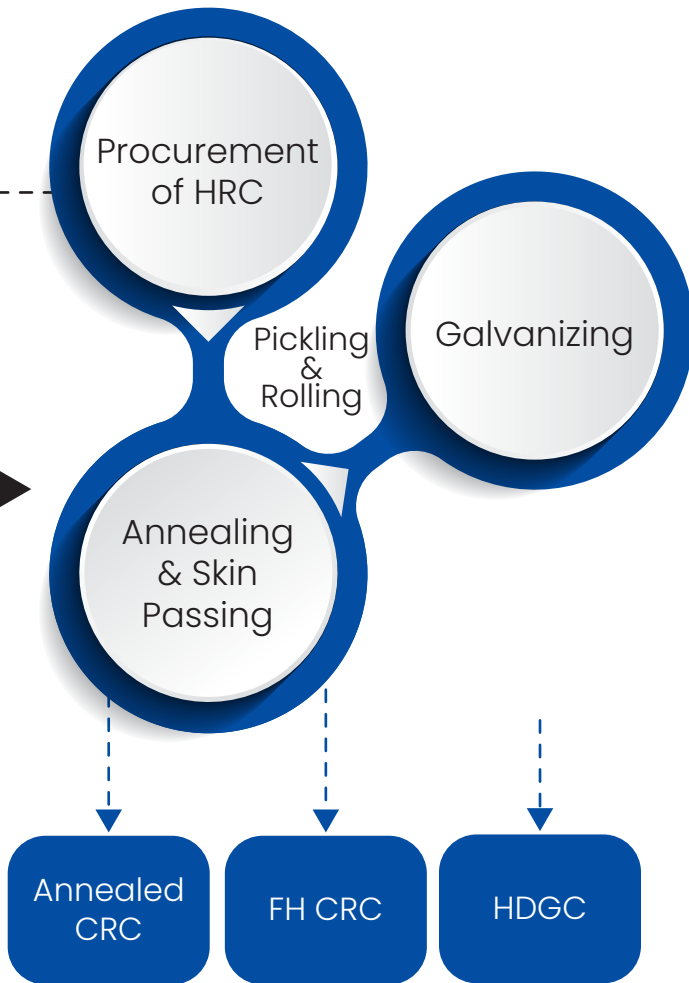 Procurement
of HRC
Pickling
&
Rolling
Galvanizing
Annealing
& Skin
Passing
Annealed
CRC
FH CRC
HDGC